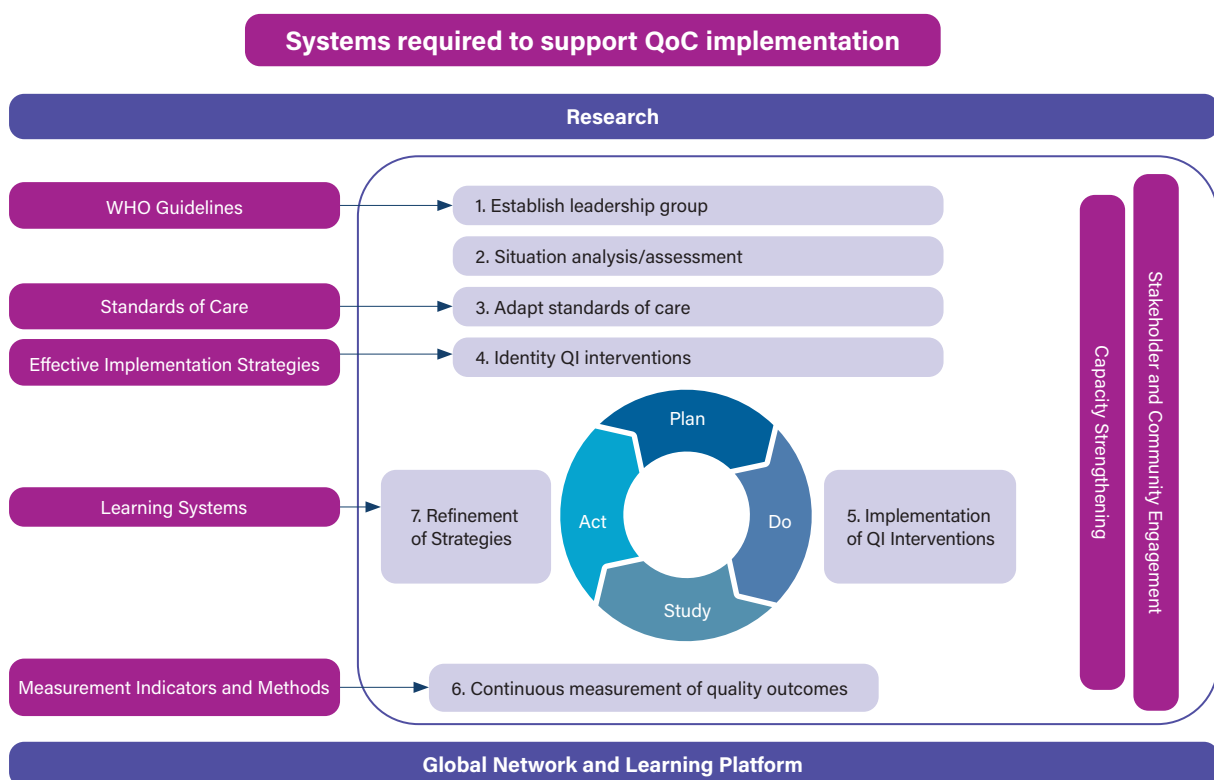 Systems required to support QoC implementation
Research
WHO Guidelines
1. Establish leadership group
2. Situation analysis/assessment
Standards of Care
3. Adapt standards of care
Effective Implementation Strategies
4. Identity QI interventions
Plan
Learning Systems
7. Refinement
of Strategies
Act
Do
5. Implementation
of QI Interventions
Study
Measurement Indicators and Methods
6. Continuous measurement of quality outcomes
Capacity Strengthening
Stakeholder and Community Engagement
Global Network and Learning Platform